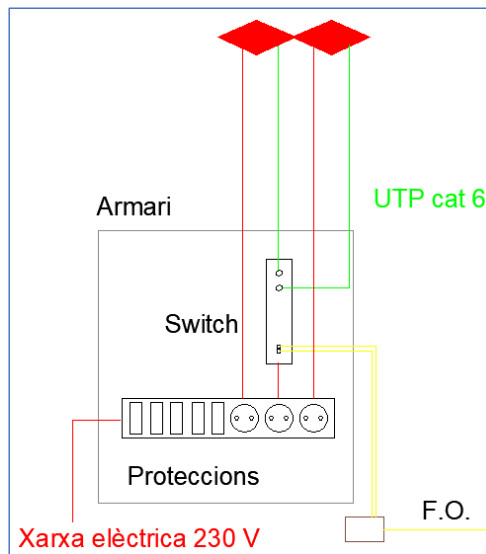 UTP cat 6
Armari
Switch
Proteccions
F.O.
Xarxa elèctrica 230 V